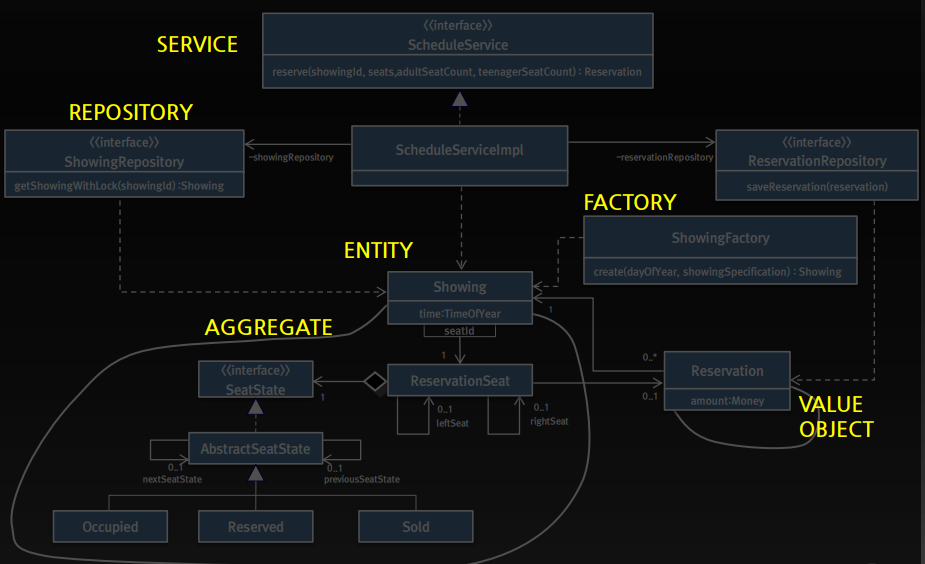 SERVICE
⟨⟨interface⟩⟩
ScheduleService
reserve(showingId, seats,adultSeatCount, teenagerSeatCount) : Reservation
REPOSITORY
⟨⟨interface⟩⟩
ShowingRepository
getShowingWithLock(showingId) :Showing
-showingRepository
ScheduleServiceImpl
-reservationRepository
⟨⟨interface⟩⟩
ReservationRepository
saveReservation(reservation)
FACTORY
ShowingFactory
create(dayOfYear, showingSpecification) : Showing
ENTITY
Showing
time:TimeOfYear
seatId
1
1
AGGREGATE
⟨⟨interface⟩⟩
SeatState
1
ReservationSeat
0..1
leftSeat
0..1
rightSeat
0..*
0..1
Reservation
amount:Money
VALUE
OBJECT
AbstractSeatState
0..1
nextSeatState
0..1
previousSeatState
Occupied
Reserved
Sold